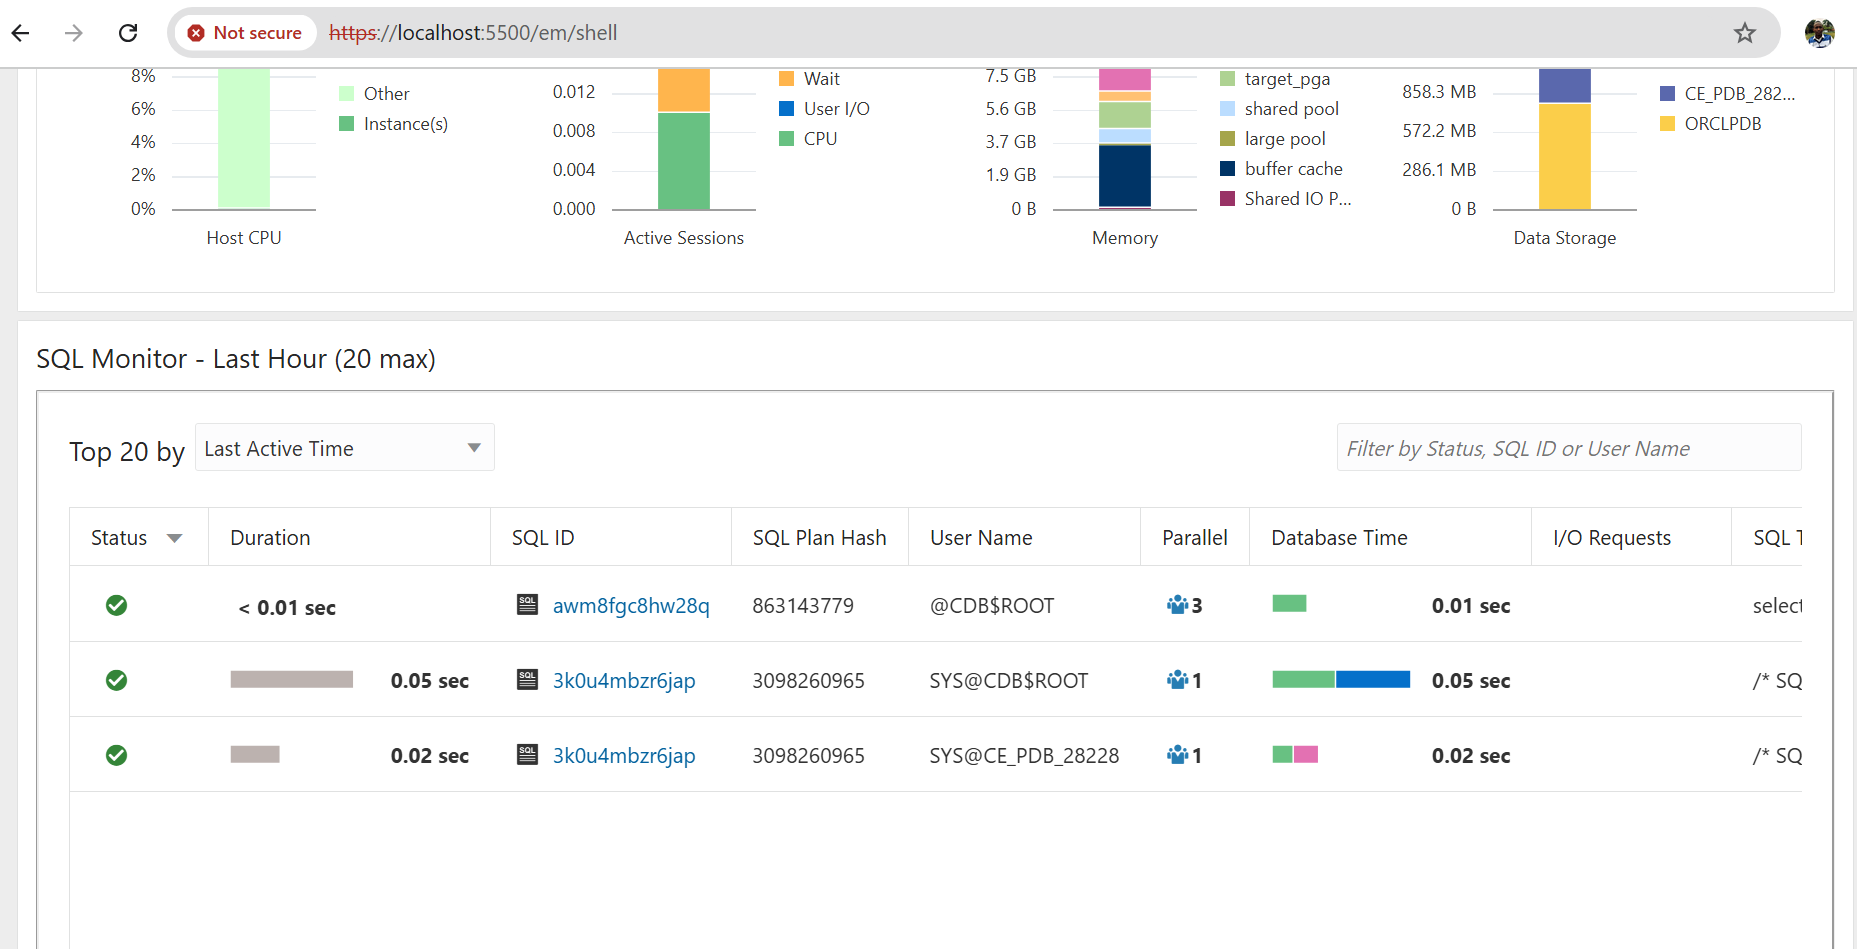 Not secure https://localhost:5500/em/shell
8%
6%
4%
2%
0%
Other
Instance(s)
Host CPU
0.012
0.008
0.004
0.000
Wait
User I/O
CPU
Active Sessions
7.5 GB
5.6 GB
3.7 GB
1.9 GB
0 B
target_pga
shared pool
large pool
buffer cache
Shared IO P...
Memory
858.3 MB
572.2 MB
286.1 MB
0 B
CE_PDB_282...
ORCLPDB
Data Storage
SQL Monitor - Last Hour (20 max)
Top 20 by Last Active Time Filter by Status, SQL ID or User Name
Status Duration SQL ID SQL Plan Hash User Name Parallel Database Time I/O Requests SQL T
< 0.01 sec SQL awm8fgc8hw28q 863143779 @CDB$ROOT 3 0.01 sec select
0.05 sec SQL 3k0u4mbzr6jap 3098260965 SYS@CDB$ROOT 1 0.05 sec /* SQ
0.02 sec SQL 3k0u4mbzr6jap 3098260965 SYS@CE_PDB_28228 1 0.02 sec /* SQ